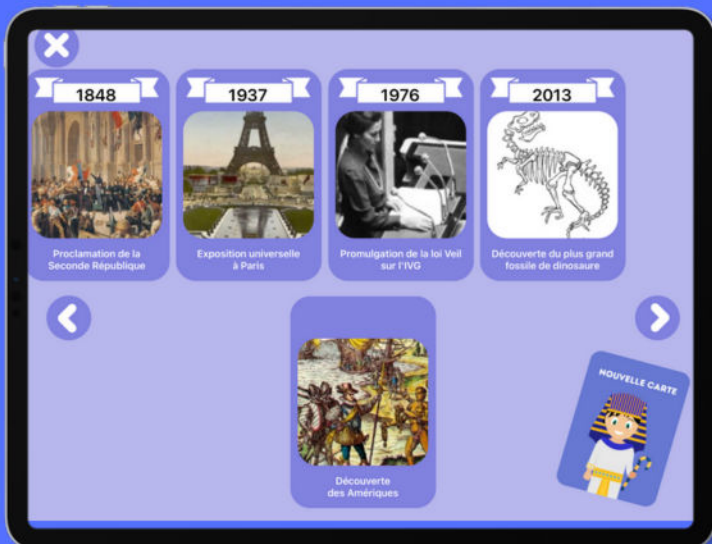 1848
1937
1976
2013
Proclamation de la
Seconde République
Exposition universelle
à Paris
Promulgation de la loi Veil
sur l'IVG
Découverte du plus grand
fossile de dinosaure
NOUVELLE CARTE
Découverte
des Amériques